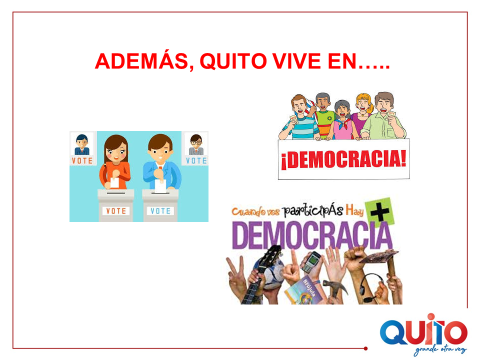 ADEMÁS, QUITO VIVE EN…..
VOTE
VOTE
VOTE
VOTE
¡DEMOCRACIA!
Cuando vos participÁs Hay +
DEMOCRACIA
QUITO
grande otra vez